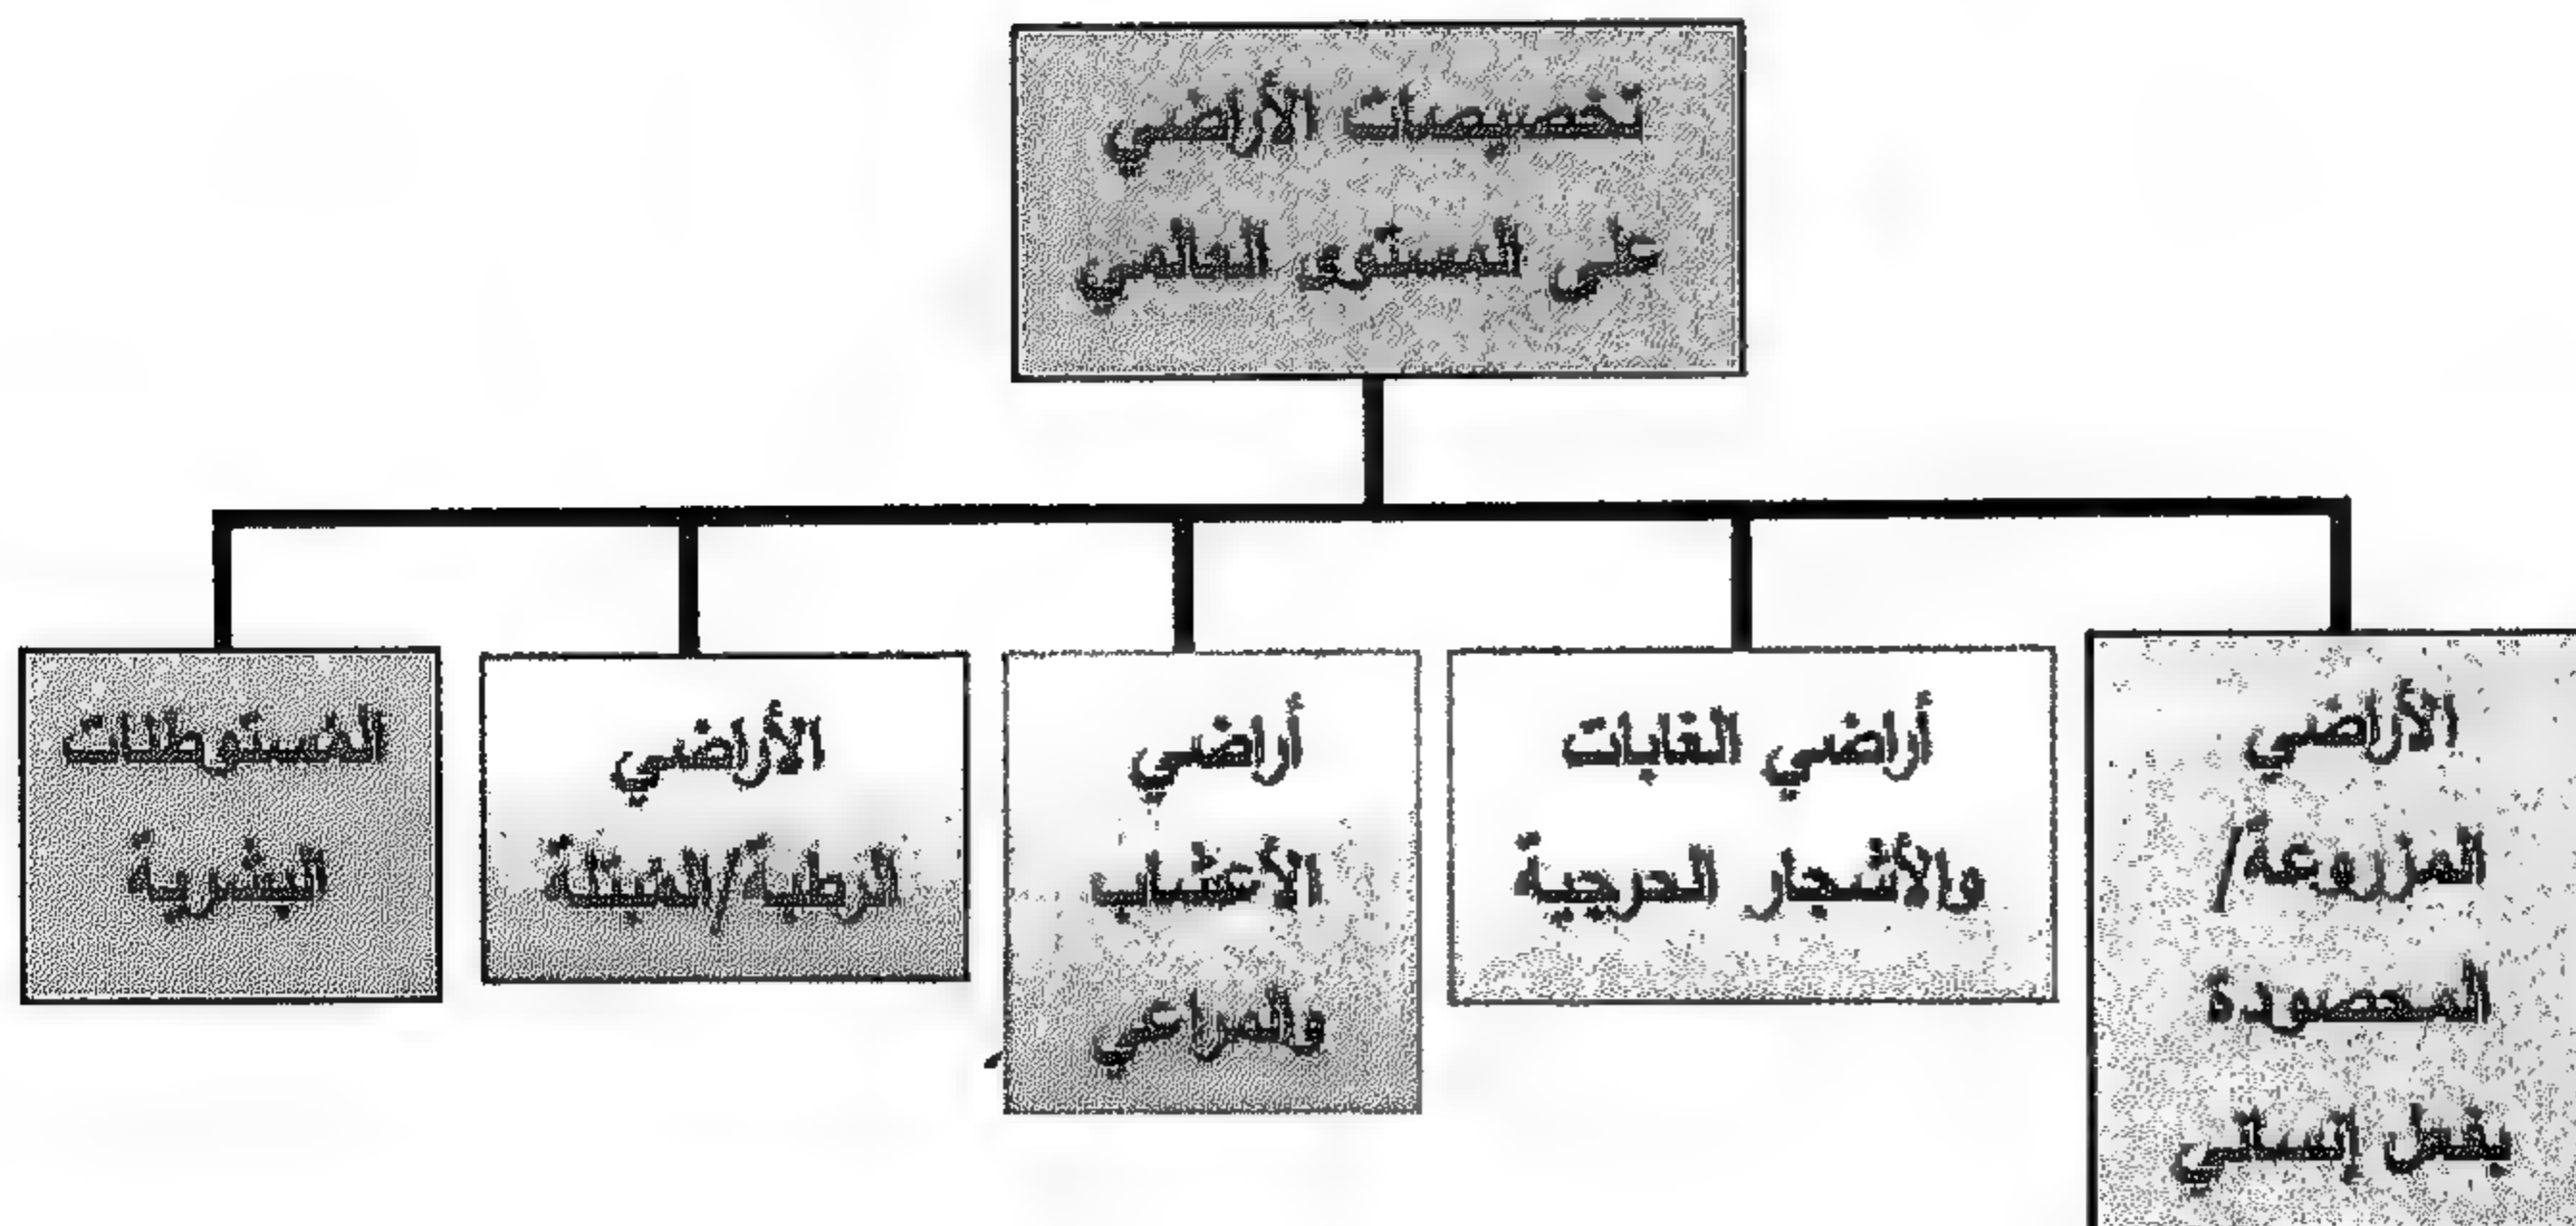 تخصيصات الأراضي
على المستوى العالمي
الأراضي
المزروعة/
المحصودة
بفعل إنساني
أراضي الغابات
والأشجار الحرجية
أراضي
الأعشاب
والمراعي
الأراضي
الرطبة/المبتلة
المستوطنات
البشرية